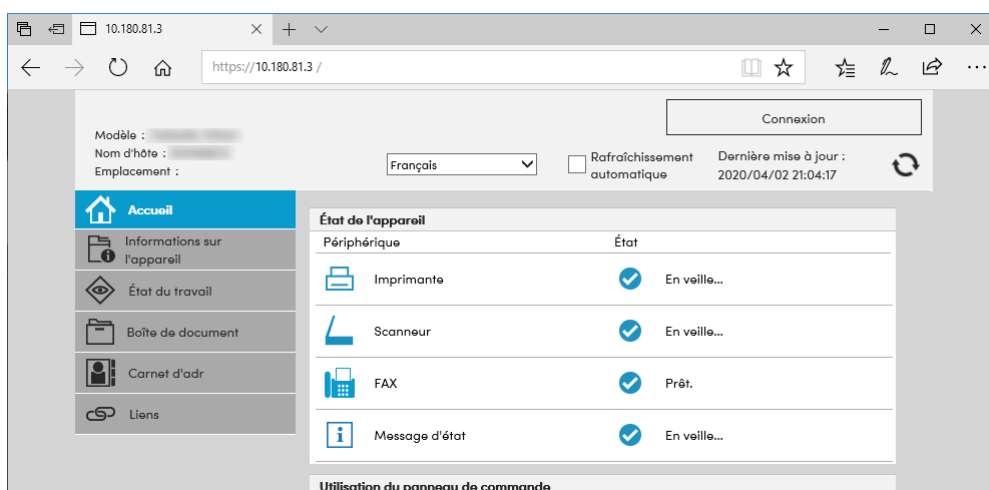 10.180.81.3
https://10.180.81.3 /
Connexion
Modèle :
Nom d'hôte :
Emplacement :
Français
Rafraîchissement
automatique
Dernière mise à jour :
2020/04/02 21:04:17
Accueil
Informations sur
l'appareil
État du travail
Boîte de document
Carnet d'adr
Liens
État de l'appareil
Périphérique État
Imprimante En veille...
Scanneur En veille...
FAX Prêt.
Message d'état En veille...
Utilisation du panneau de commande